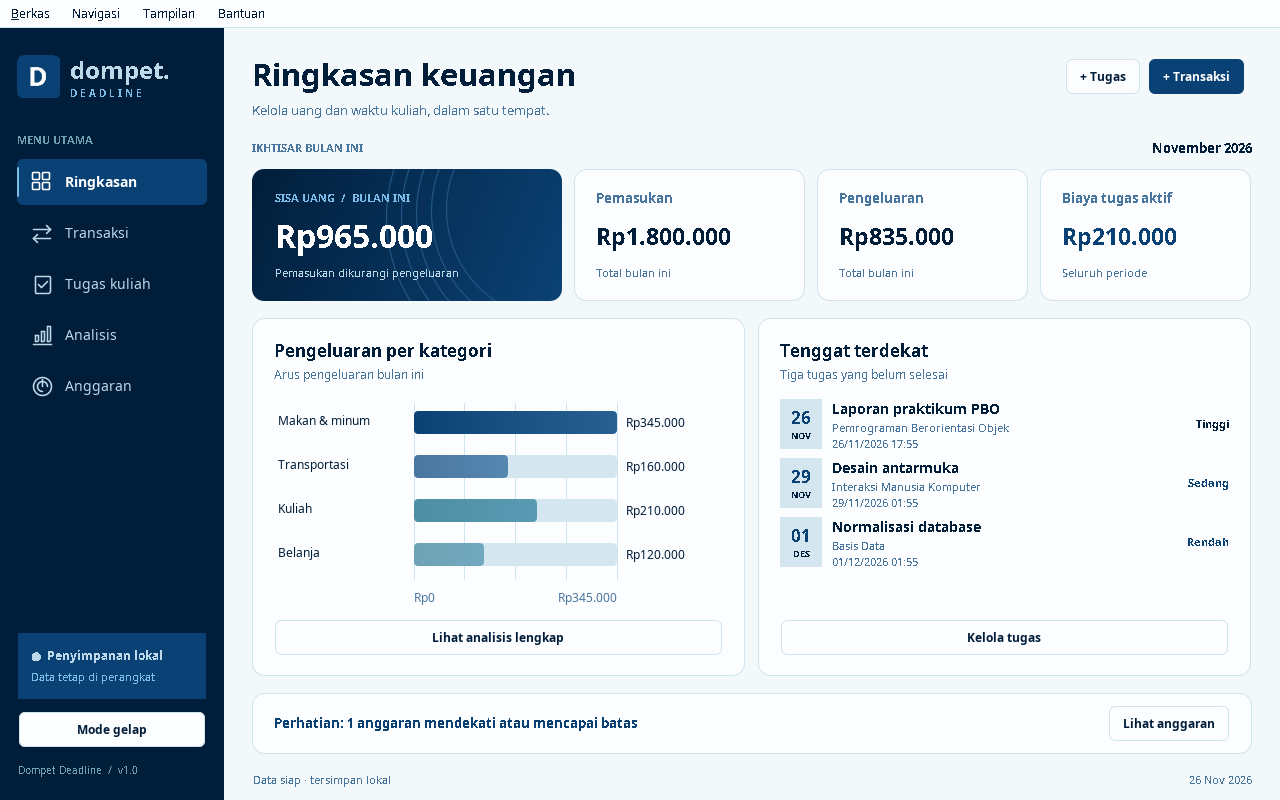 Berkas Navigasi Tampilan Bantuan
D dompet.
DEADLINE
MENU UTAMA
Ringkasan
Transaksi
Tugas kuliah
Analisis
Anggaran
Penyimpanan lokal
Data tetap di perangkat
Mode gelap
Dompet Deadline / v1.0
Ringkasan keuangan
Kelola uang dan waktu kuliah, dalam satu tempat.
+ Tugas + Transaksi
IKHTISAR BULAN INI November 2026
SISA UANG / BULAN INI
Rp965.000
Pemasukan dikurangi pengeluaran
Pemasukan
Rp1.800.000
Total bulan ini
Pengeluaran
Rp835.000
Total bulan ini
Biaya tugas aktif
Rp210.000
Seluruh periode
Pengeluaran per kategori
Arus pengeluaran bulan ini
Makan & minum Rp345.000
Transportasi Rp160.000
Kuliah Rp210.000
Belanja Rp120.000
Rp0 Rp345.000
Lihat analisis lengkap
Tenggat terdekat
Tiga tugas yang belum selesai
26 NOV
Laporan praktikum PBO
Pemrograman Berorientasi Objek
26/11/2026 17:55
Tinggi
29 NOV
Desain antarmuka
Interaksi Manusia Komputer
29/11/2026 01:55
Sedang
01 DES
Normalisasi database
Basis Data
01/12/2026 01:55
Rendah
Kelola tugas
Perhatian: 1 anggaran mendekati atau mencapai batas
Lihat anggaran
Data siap · tersimpan lokal 26 Nov 2026